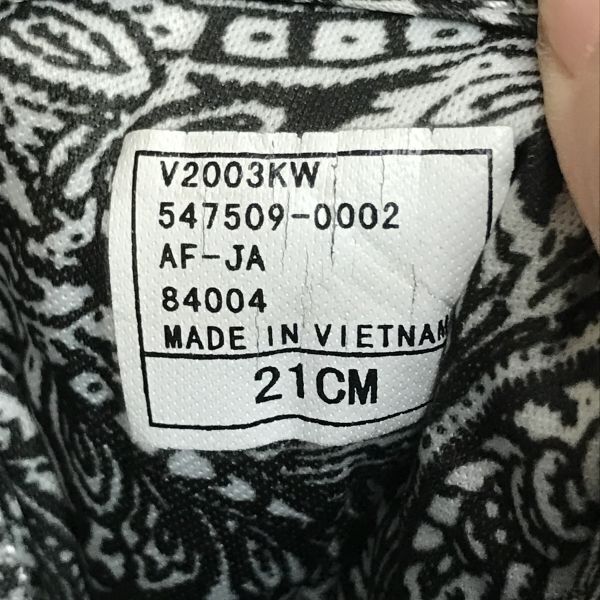 V2003KW
547509-0002
AF-JA
84004
MADE IN VIETNAM
21CM